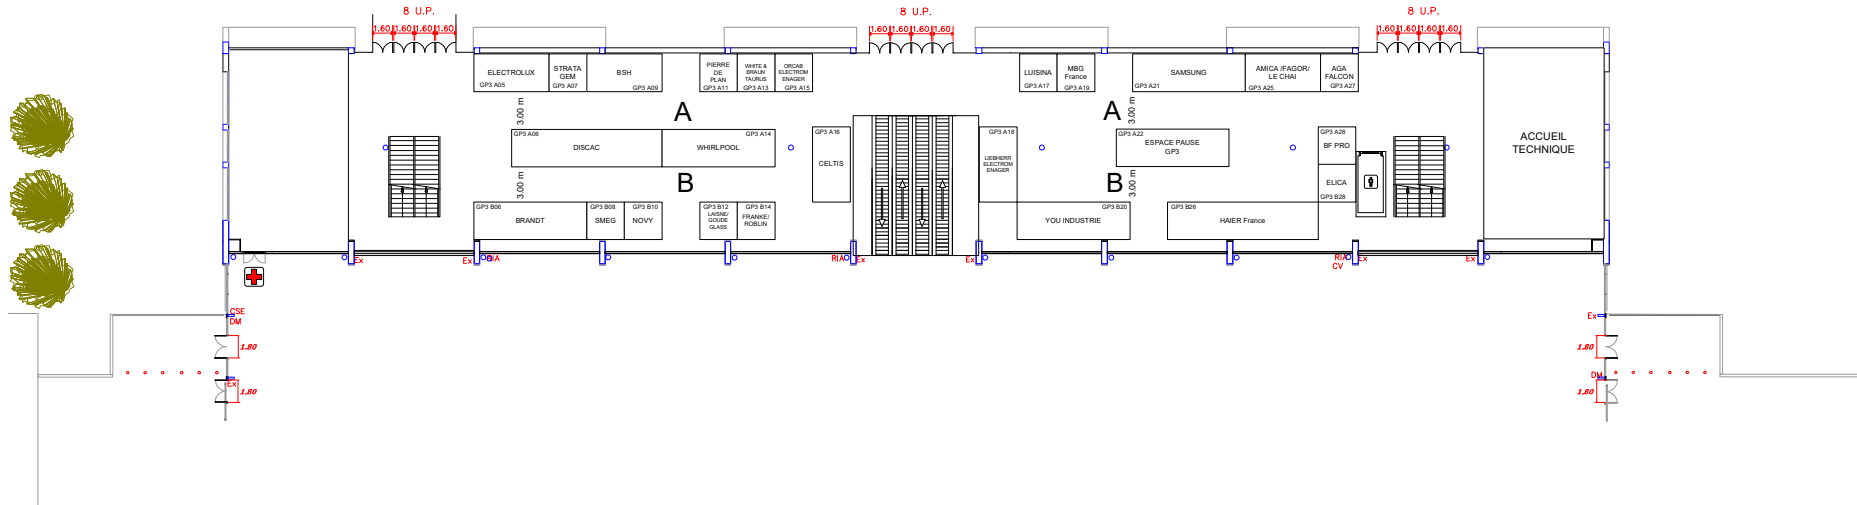 8 U.P.
8 U.P.
8 U.P.
1.60 1.60 1.60 1.60
1.60 1.60 1.60 1.60
1.60 1.60 1.60 1.60
ELECTROLUX
GP3 A05
STRATA
GEM
GP3 A07
BSH
GP3 A09
PIERRE
DE
PLAN
GP3 A11
WHITE &
BRAUN
TAURUS
GP3 A13
ORCAB
ELECTROM
ENAGER
GP3 A15
LUISINA
GP3 A17
MBG
France
GP3 A19
SAMSUNG
GP3 A21
AMICA /FAGOR/
LE CHAI
GP3 A25
AGA
FALCON
GP3 A27
3.00 m
A
3.00 m
A
GP3 A06
DISCAC
GP3 A14
WHIRLPOOL
GP3 A16
CELTIS
GP3 A18
LIEBHERR
ELECTROM
ENAGER
GP3 A22
ESPACE PAUSE
GP3
GP3 A28
BF PRO
ELICA
GP3 B28
ACCUEIL
TECHNIQUE
3.00 m
B
B
3.00 m
GP3 B06
BRANDT
GP3 B08
SMEG
GP3 B10
NOVY
GP3 B12
LAISNE/
GOUDE
GLASS
GP3 B14
FRANKE/
ROBLIN
GP3 B20
YOU INDUSTRIE
GP3 B26
HAIER France
Ex
Ex
RIA
RIA
Ex
Ex
RIA
CV
Ex
Ex
CSE
DM
1.80
Ex
1.80
Ex
1.80
DM
1.80